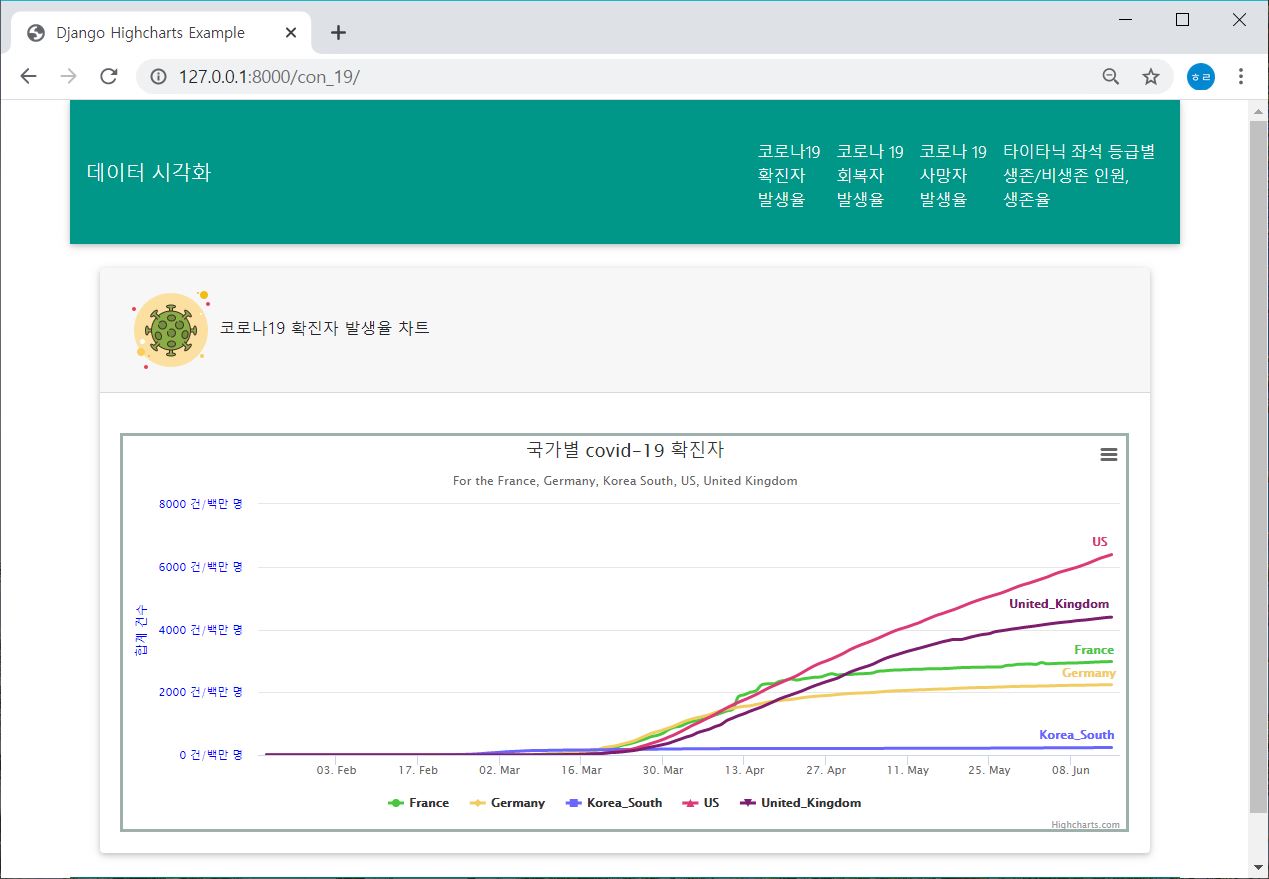 Django Highcharts Example
127.0.0.1:8000/con_19/
ㅎㄹ
데이터 시각화
코로나19
확진자
발생율
코로나 19
회복자
발생율
코로나 19
사망자
발생율
타이타닉 좌석 등급별
생존/비생존 인원,
생존율
코로나19 확진자 발생율 차트
국가별 covid-19 확진자
For the France, Germany, Korea South, US, United Kingdom
합계 건수
8000 건/백만 명
6000 건/백만 명
4000 건/백만 명
2000 건/백만 명
0 건/백만 명
US
United_Kingdom
France
Germany
Korea_South
03. Feb
17. Feb
02. Mar
16. Mar
30. Mar
13. Apr
27. Apr
11. May
25. May
08. Jun
France
Germany
Korea_South
US
United_Kingdom
Highcharts.com